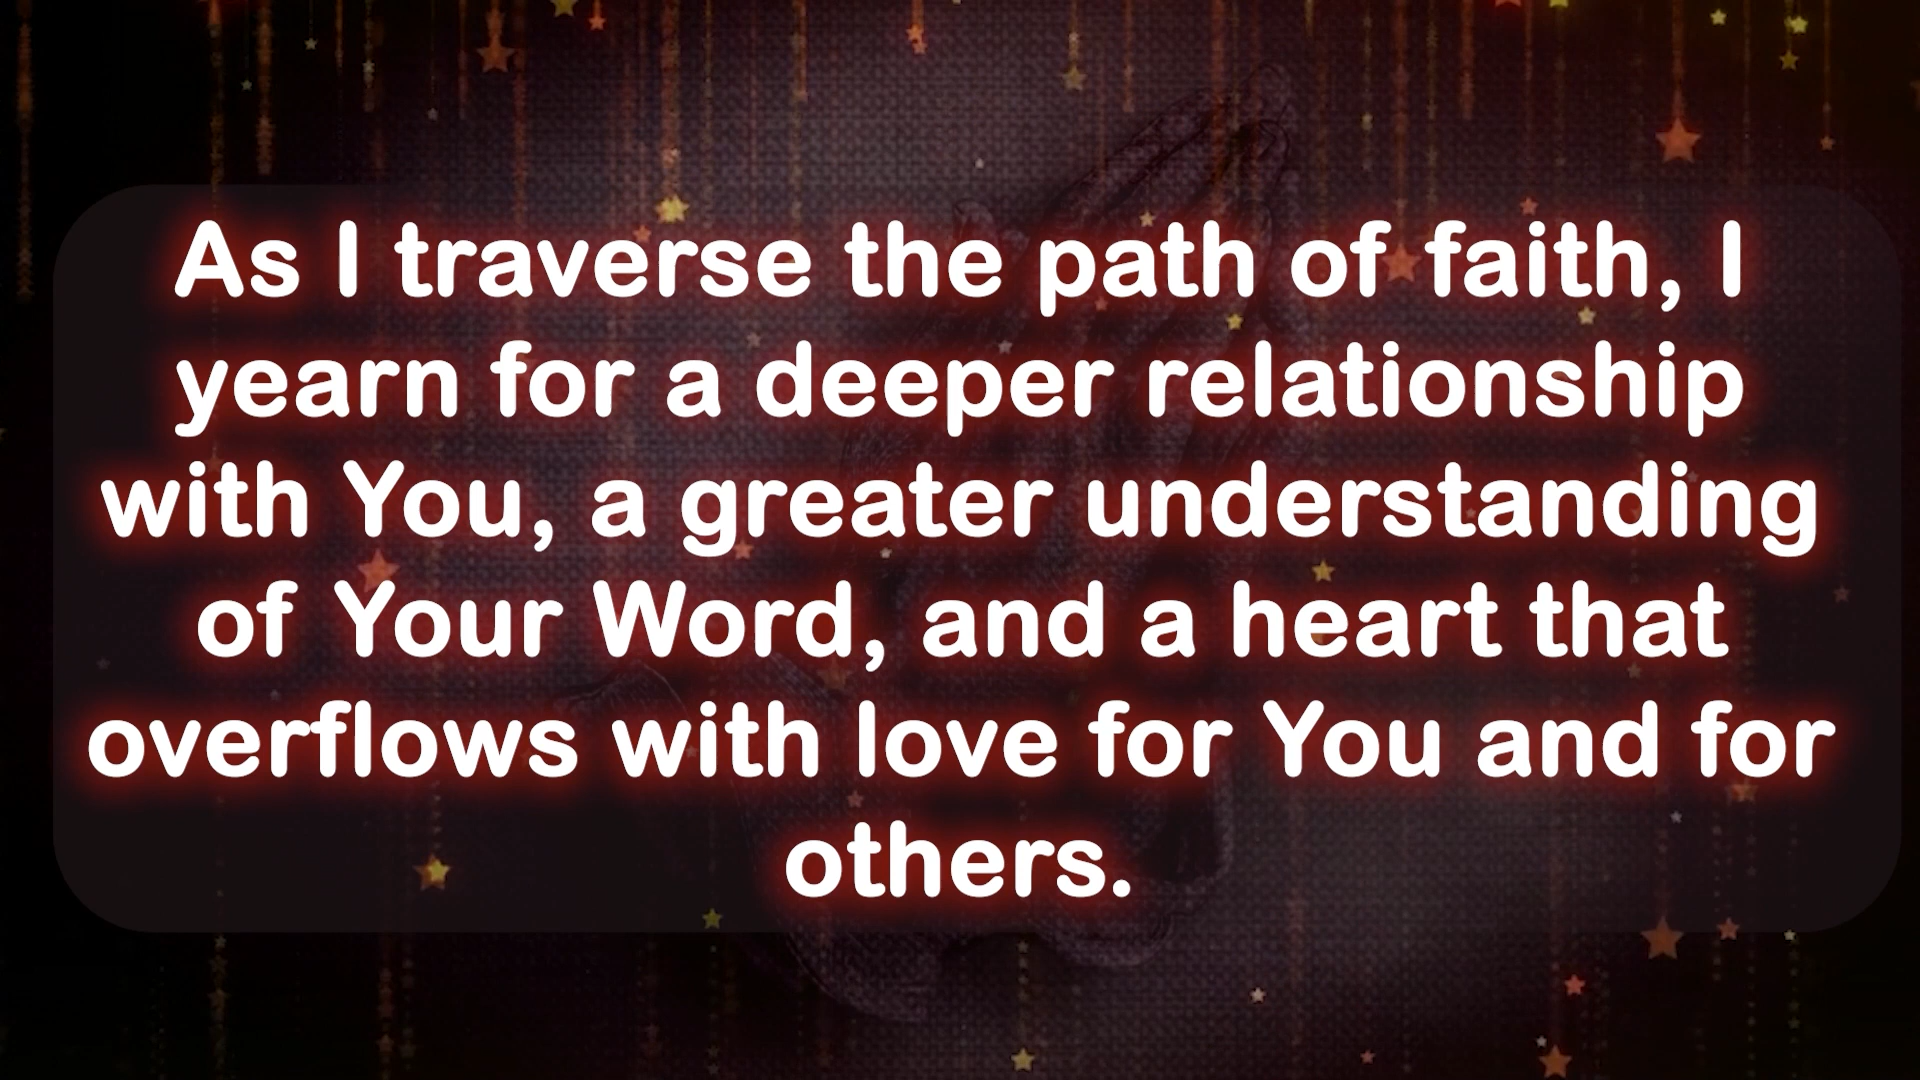 As I traverse the path of faith, I
yearn for a deeper relationship
with You, a greater understanding
of Your Word, and a heart that
overflows with love for You and for
others.